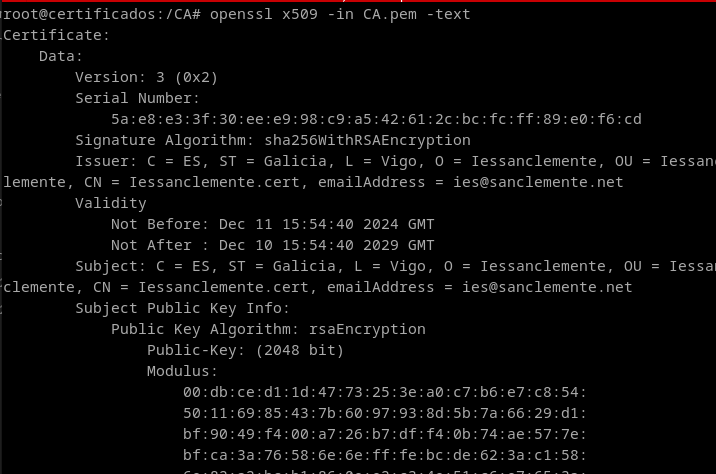 root@certificados:/CA# openssl x509 -in CA.pem -text
Certificate:
Data:
Version: 3 (0x2)
Serial Number:
5a:e8:e3:3f:30:ee:e9:98:c9:a5:42:61:2c:bc:fc:ff:89:e0:f6:cd
Signature Algorithm: sha256WithRSAEncryption
Issuer: C = ES, ST = Galicia, L = Vigo, O = Iessanclemente, OU = Iessanc
lemente, CN = Iessanclemente.cert, emailAddress = ies@sanclemente.net
Validity
Not Before: Dec 11 15:54:40 2024 GMT
Not After : Dec 10 15:54:40 2029 GMT
Subject: C = ES, ST = Galicia, L = Vigo, O = Iessanclemente, OU = Iessan
clemente, CN = Iessanclemente.cert, emailAddress = ies@sanclemente.net
Subject Public Key Info:
Public Key Algorithm: rsaEncryption
Public-Key: (2048 bit)
Modulus:
00:db:ce:d1:1d:47:73:25:3e:a0:c7:b6:e7:c8:54:
50:11:69:85:43:7b:60:97:93:8d:5b:7a:66:29:d1:
bf:90:49:f4:00:a7:26:b7:df:f4:0b:74:ae:57:7e:
bf:ca:3a:76:58:6e:6e:ff:fe:bc:de:62:3a:c1:58: